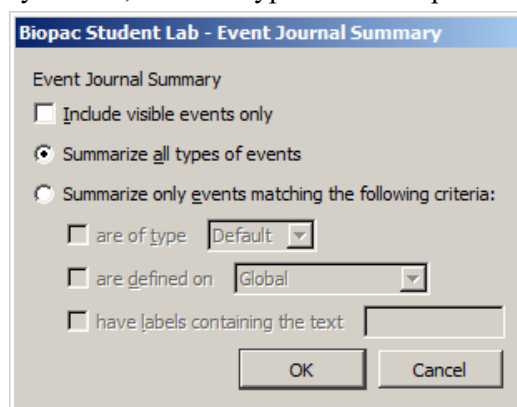 Biopac Student Lab - Event Journal Summary
Event Journal Summary
Include visible events only
Summarize all types of events
Summarize only events matching the following criteria:
are of type Default
are defined on Global
have labels containing the text
OK Cancel